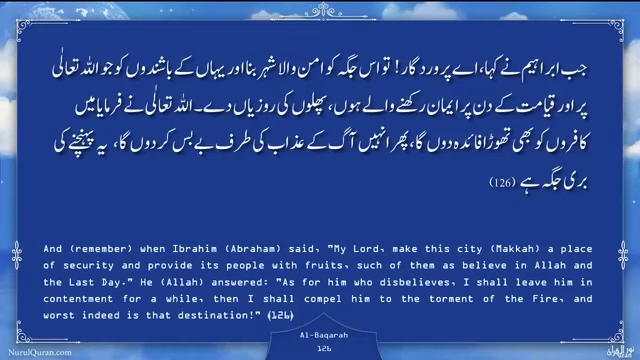 جب ابراہیم نے کہا، اے پروردگار! تو اس جگہ کو امن والا شہر بنا اور یہاں کے باشندوں کو جو اللہ تعالٰی
پر اور قیامت کے دن پر ایمان رکھنے والے ہوں، پھلوں کی روزیاں دے۔ اللہ تعالٰی نے فرمایا میں
کافروں کو بھی تھوڑا فائدہ دوں گا، پھر انہیں آگ کے عذاب کی طرف بے بس کر دوں گا، یہ پہنچنے کی
بری جگہ ہے (126)
And (remember) when Ibrahim (Abraham) said, "My Lord, make this city (Makkah) a place
of security and provide its people with fruits, such of them as believe in Allah and
the Last Day." He (Allah) answered: "As for him who disbelieves, I shall leave him in
contentment for a while, then I shall compel him to the torment of the Fire, and
worst indeed is that destination!" (126)
Al-Baqarah
126
NurulQuran.com